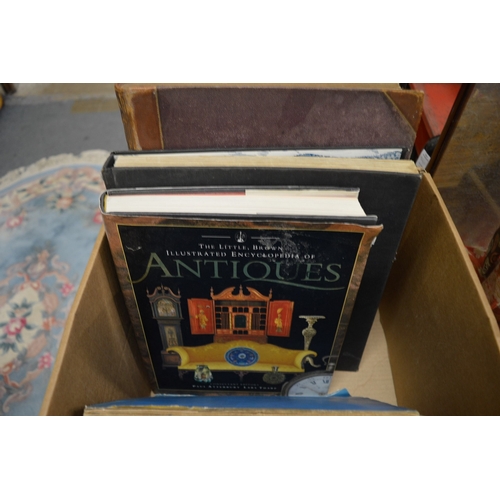 The Little, Brown
Illustrated Encyclopedia of
Antiques